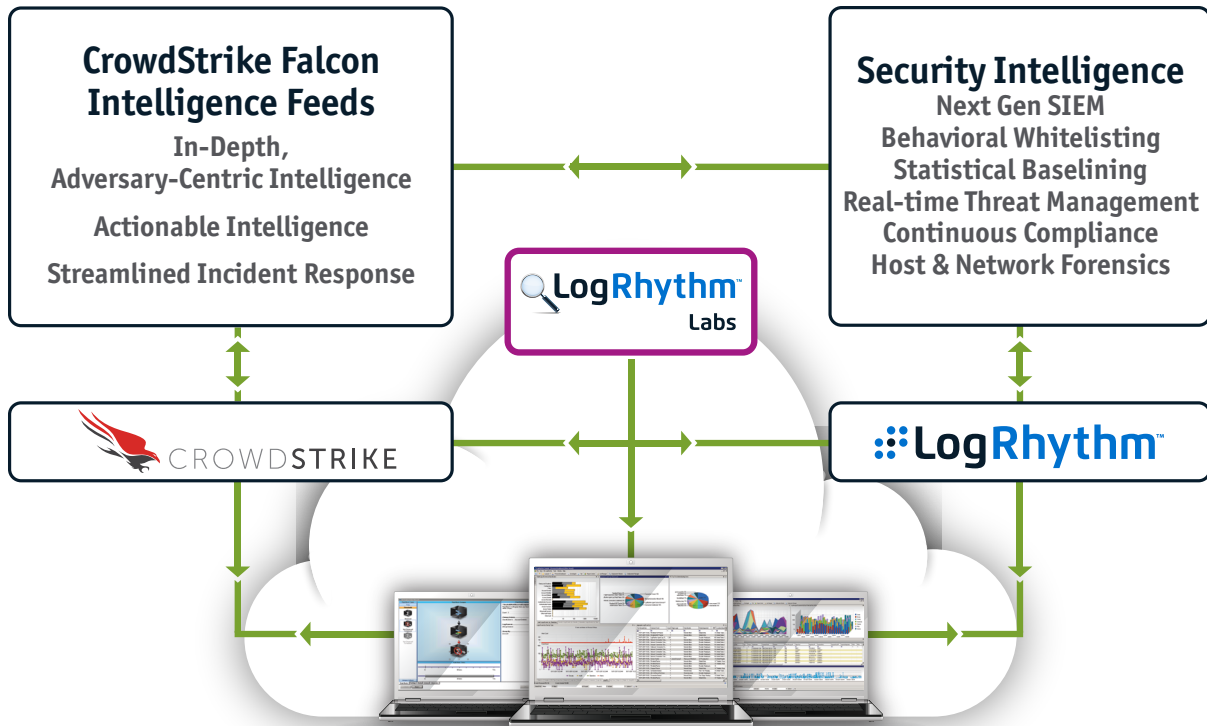 CrowdStrike Falcon
Intelligence Feeds
In-Depth,
Adversary-Centric Intelligence
Actionable Intelligence
Streamlined Incident Response
Security Intelligence
Next Gen SIEM
Behavioral Whitelisting
Statistical Baselining
Real-time Threat Management
Continuous Compliance
Host & Network Forensics
LogRhythm™
Labs
CROWDSTRIKE
LogRhythm™